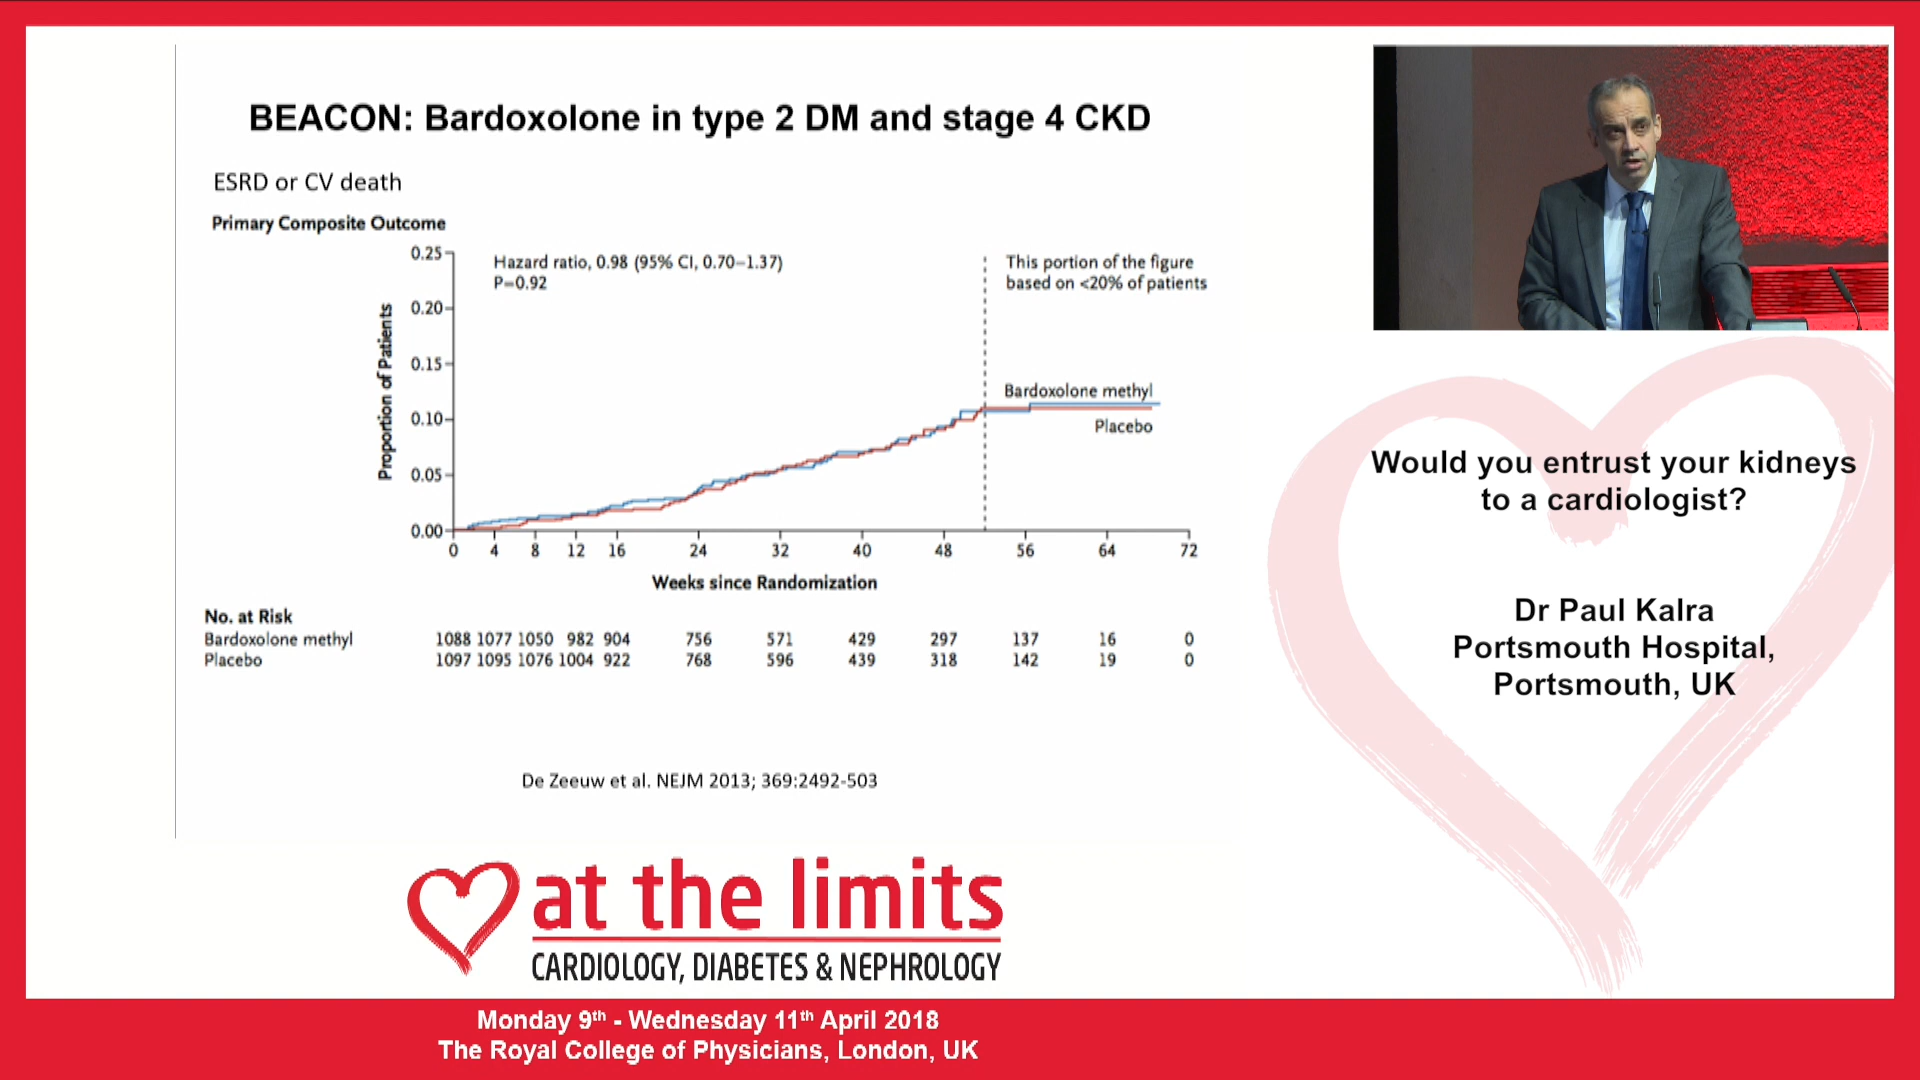 BEACON: Bardoxolone in type 2 DM and stage 4 CKD
ESRD or CV death
Primary Composite Outcome
Proportion of Patients
0.25
0.20
0.15
0.10
0.05
0.00
Hazard ratio, 0.98 (95% CI, 0.70–1.37)
P=0.92
This portion of the figure
based on <20% of patients
Bardoxolone methyl
Placebo
0 4 8 12 16 24 32 40 48 56 64 72
Weeks since Randomization
No. at Risk
Bardoxolone methyl 1088 1077 1050 982 904 756 571 429 297 137 16 0
Placebo 1097 1095 1076 1004 922 768 596 439 318 142 19 0
De Zeeuw et al. NEJM 2013; 369:2492-503
Would you entrust your kidneys
to a cardiologist?
Dr Paul Kalra
Portsmouth Hospital,
Portsmouth, UK
at the limits
CARDIOLOGY, DIABETES & NEPHROLOGY
Monday 9th - Wednesday 11th April 2018
The Royal College of Physicians, London, UK